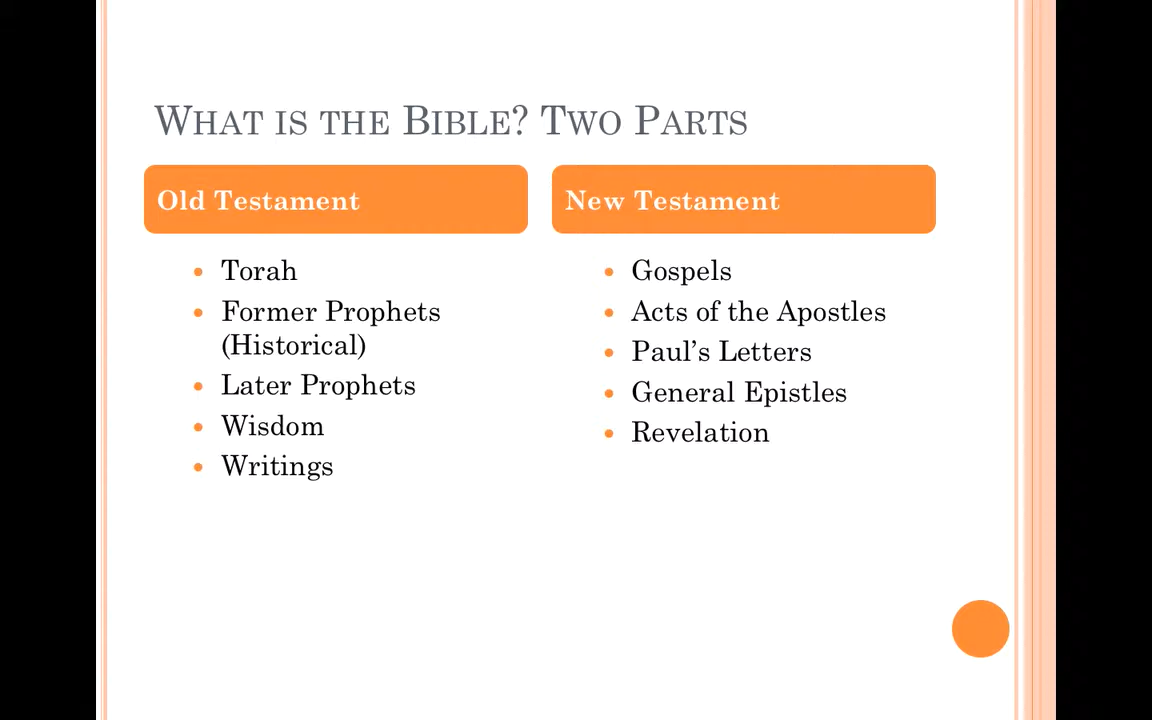 What is the Bible? Two Parts
Old Testament
• Torah
• Former Prophets
(Historical)
• Later Prophets
• Wisdom
• Writings
New Testament
• Gospels
• Acts of the Apostles
• Paul’s Letters
• General Epistles
• Revelation